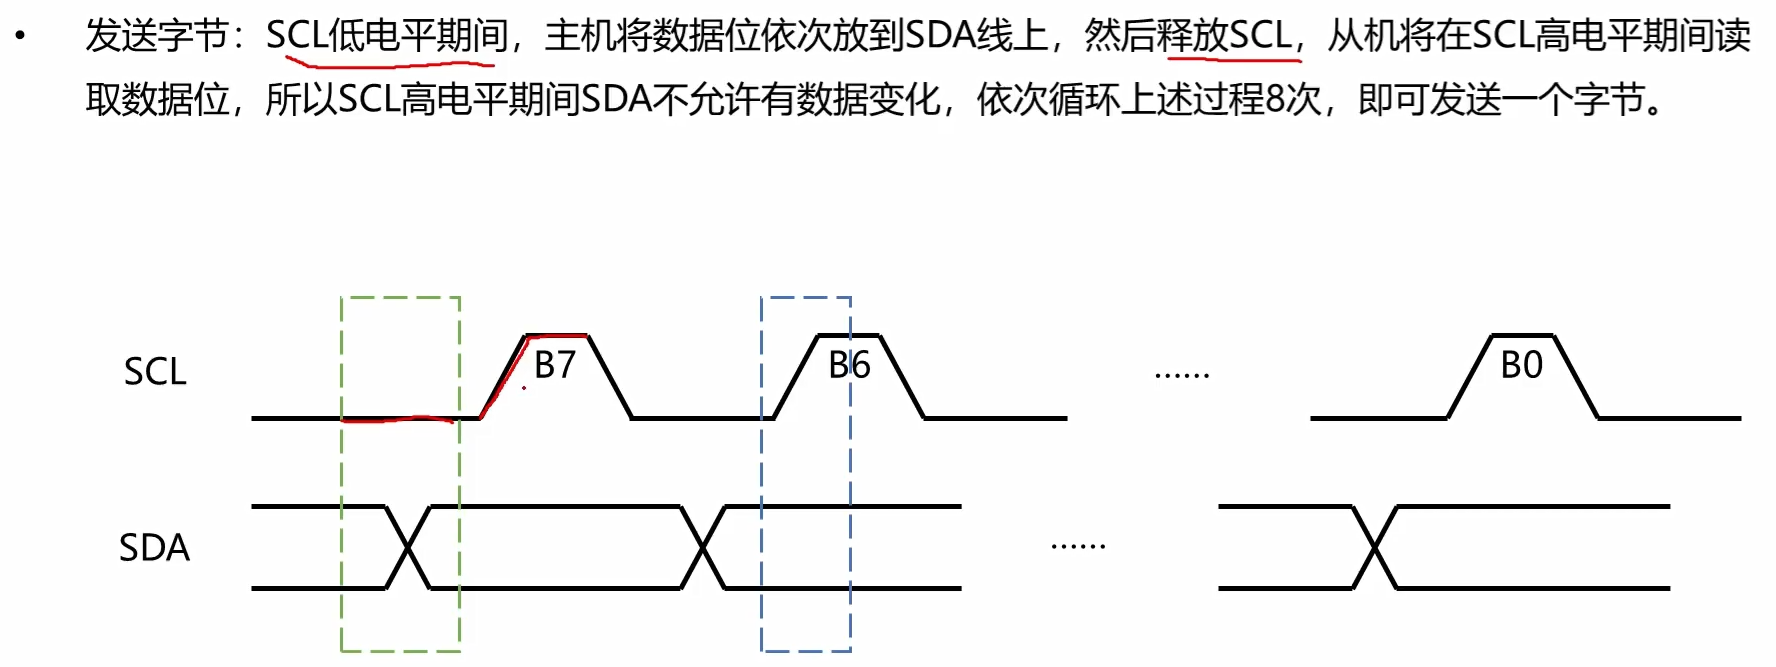 • 发送字节：SCL低电平期间，主机将数据位依次放到SDA线上，然后释放SCL，从机将在SCL高电平期间读
取数据位，所以SCL高电平期间SDA不允许有数据变化，依次循环上述过程8次，即可发送一个字节。
SCL B7 B6 …… B0
SDA ……